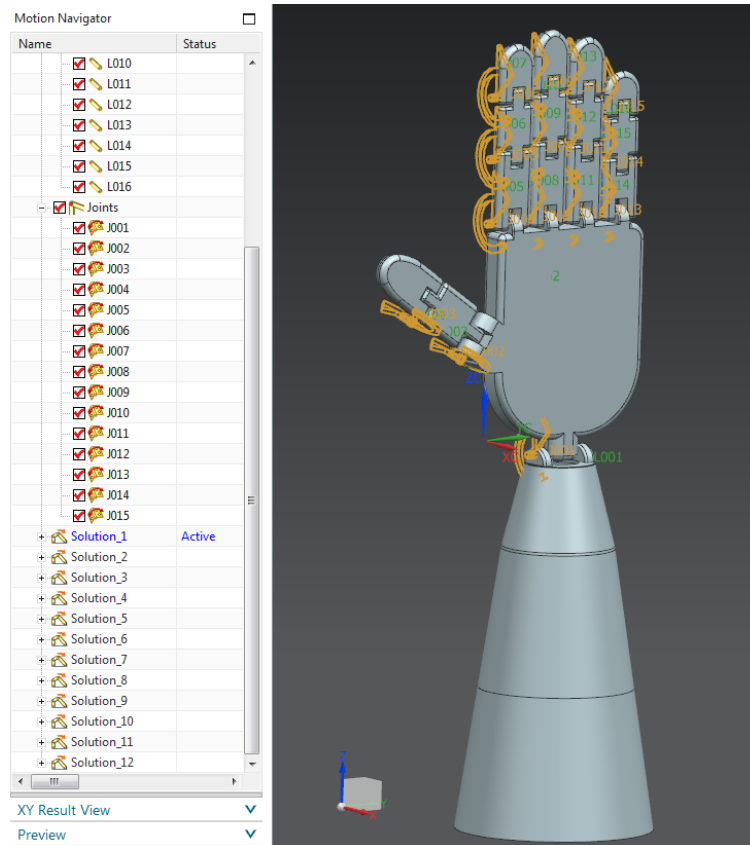 Motion Navigator
Name Status
L010
L011
L012
L013
L014
L015
L016
Joints
J001
J002
J003
J004
J005
J006
J007
J008
J009
J010
J011
J012
J013
J014
J015
Solution_1 Active
Solution_2
Solution_3
Solution_4
Solution_5
Solution_6
Solution_7
Solution_8
Solution_9
Solution_10
Solution_11
Solution_12
XY Result View
Preview
L001
Z
X